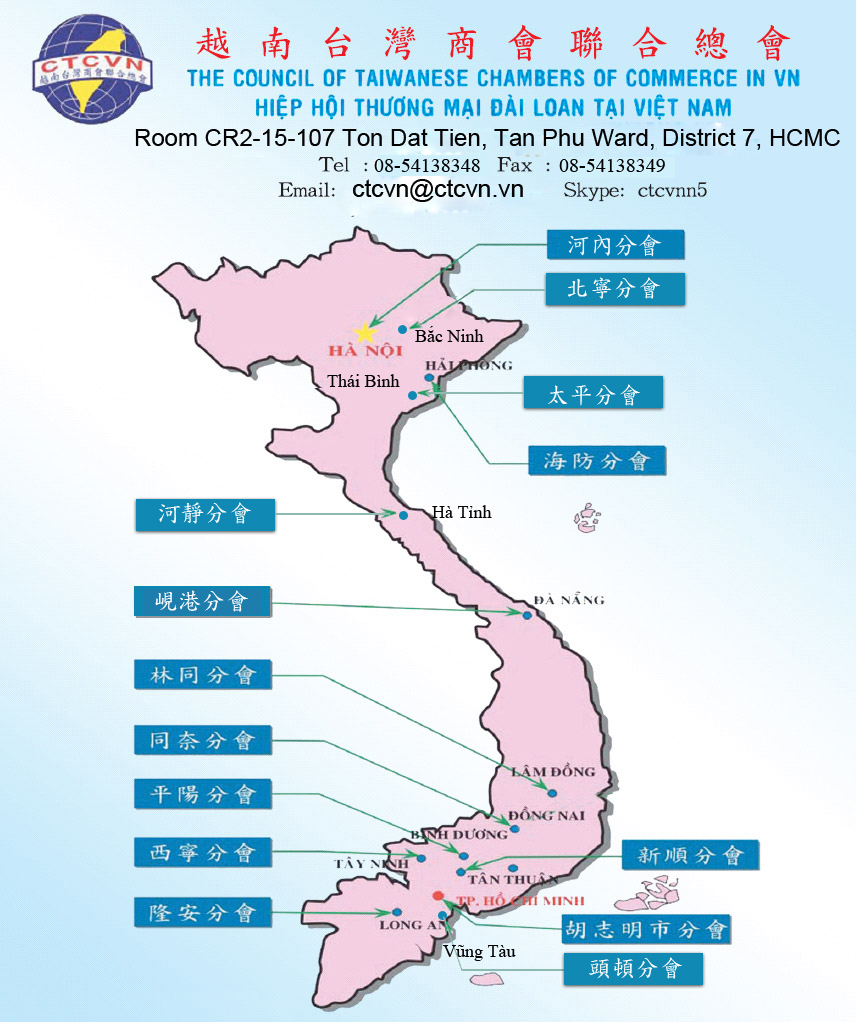 CTCVN
越南台灣商會聯合總會
越南台灣商會聯合總會
THE COUNCIL OF TAIWANESE CHAMBERS OF COMMERCE IN VN
HIỆP HỘI THƯƠNG MẠI ĐÀI LOAN TẠI VIỆT NAM
Room CR2-15-107 Ton Dat Tien, Tan Phu Ward, District 7, HCMC
Tel : 08-54138348 Fax : 08-54138349
Email: ctcvn@ctcvn.vn Skype: ctcvnn5
河內分會
北寧分會
Bắc Ninh
HÀ NỘI
HẢI PHÒNG
Thái Bình
太平分會
海防分會
河靜分會
Hà Tinh
峴港分會
ĐÀ NẴNG
林同分會
同奈分會
LÂM ĐỒNG
平陽分會
ĐỒNG NAI
BÌNH DƯƠNG
西寧分會
TÂY NINH
新順分會
TÂN THUẬN
TP. HỒ CHÍ MINH
隆安分會
LONG AN
胡志明市分會
Vũng Tàu
頭頓分會